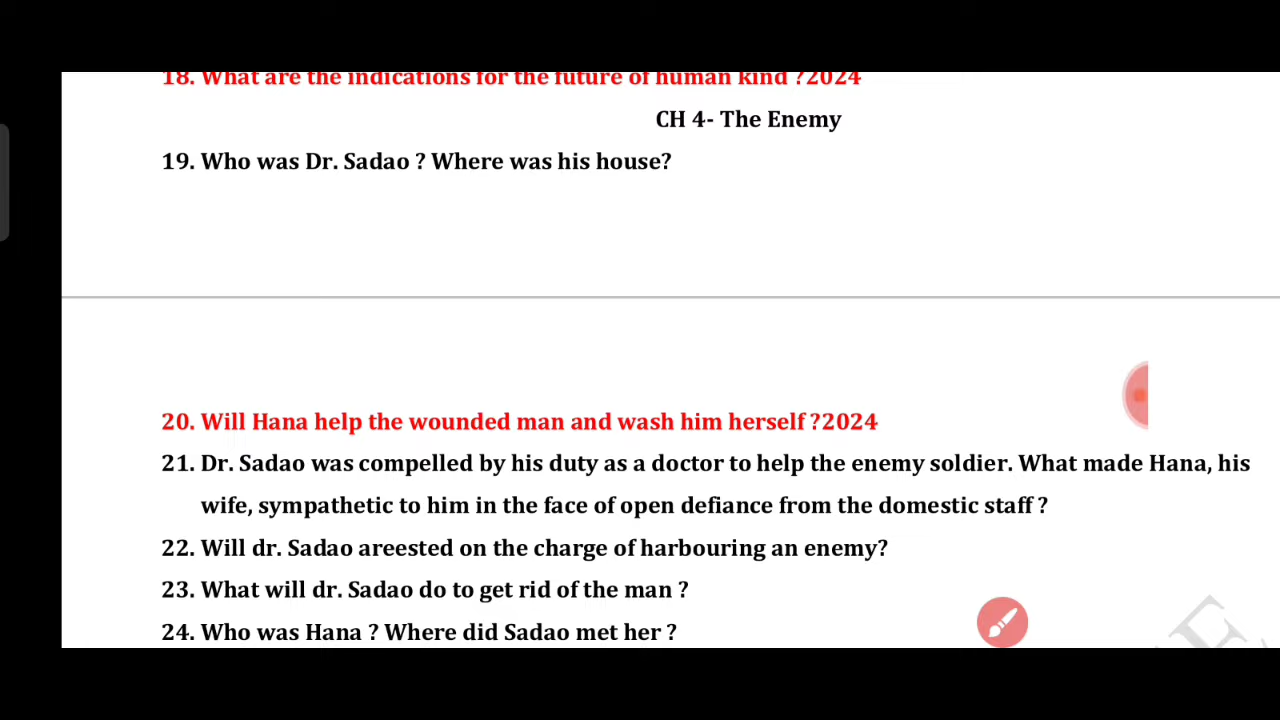 18. What are the indications for the future of human kind ?2024
CH 4- The Enemy
19. Who was Dr. Sadao ? Where was his house?
20. Will Hana help the wounded man and wash him herself ?2024
21. Dr. Sadao was compelled by his duty as a doctor to help the enemy soldier. What made Hana, his
wife, sympathetic to him in the face of open defiance from the domestic staff ?
22. Will dr. Sadao areested on the charge of harbouring an enemy?
23. What will dr. Sadao do to get rid of the man ?
24. Who was Hana ? Where did Sadao met her ?